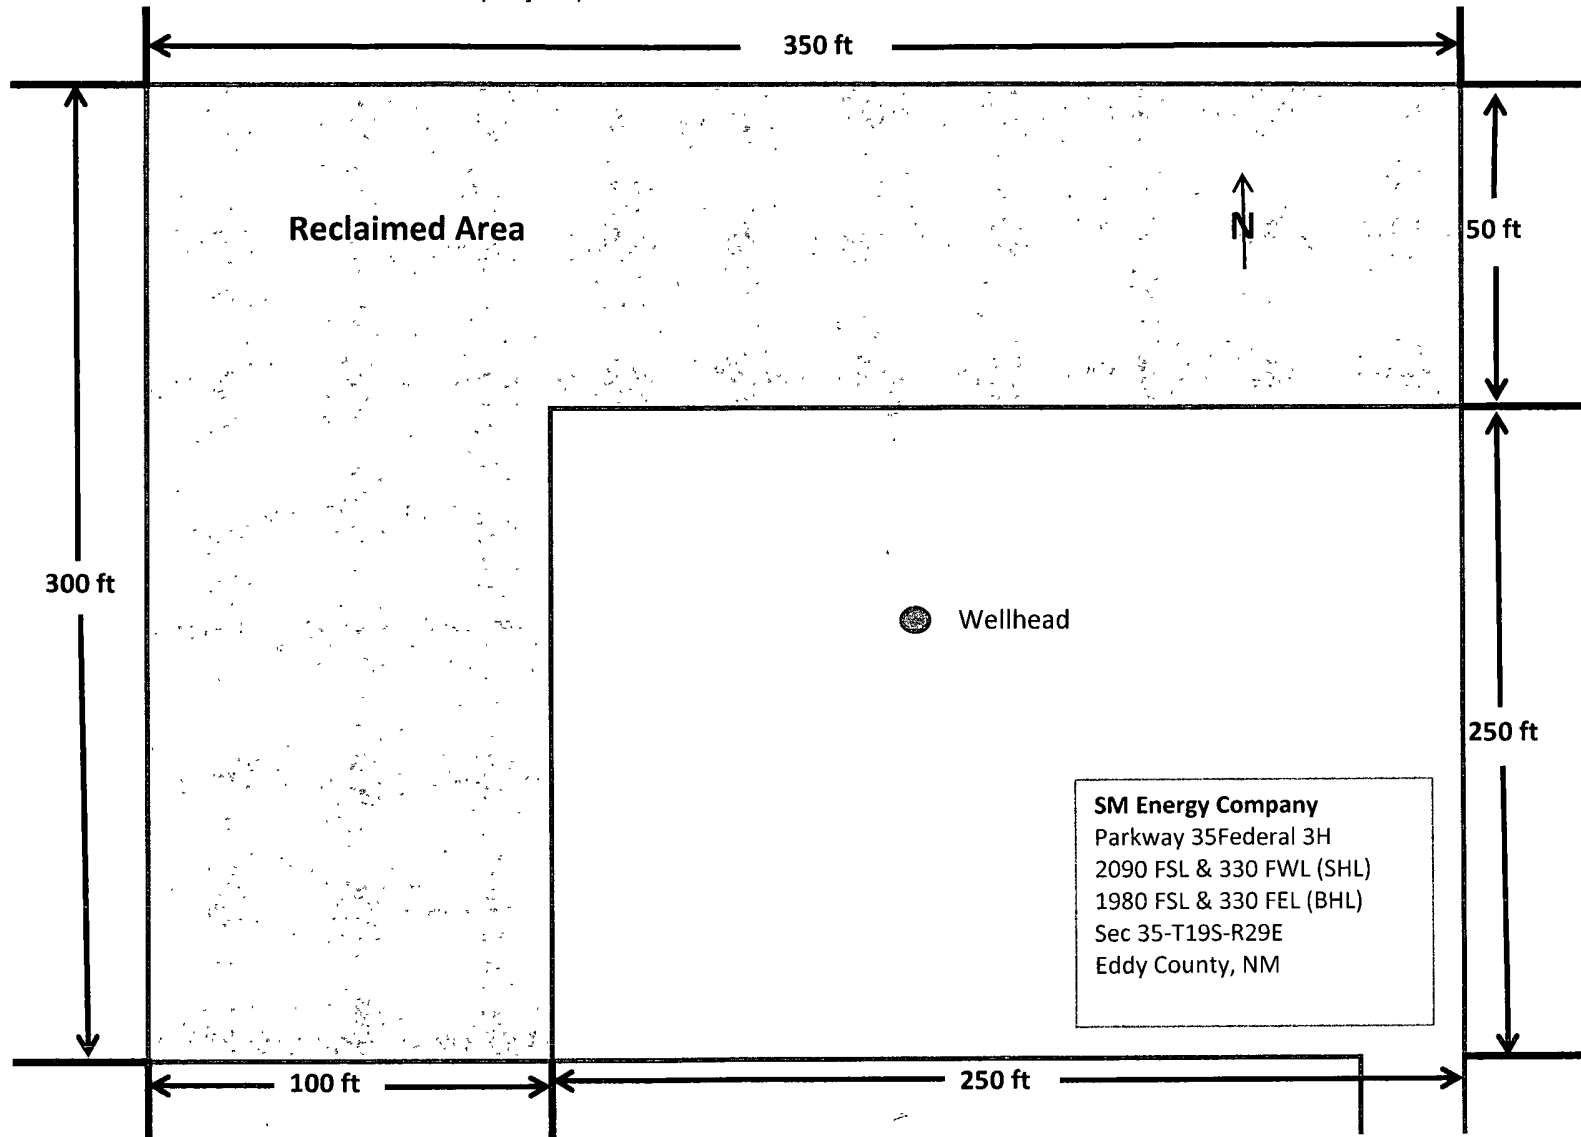 350 ft
Reclaimed Area
N
50 ft
300 ft
Wellhead
250 ft
SM Energy Company
Parkway 35Federal 3H
2090 FSL & 330 FWL (SHL)
1980 FSL & 330 FEL (BHL)
Sec 35-T19S-R29E
Eddy County, NM
100 ft
250 ft